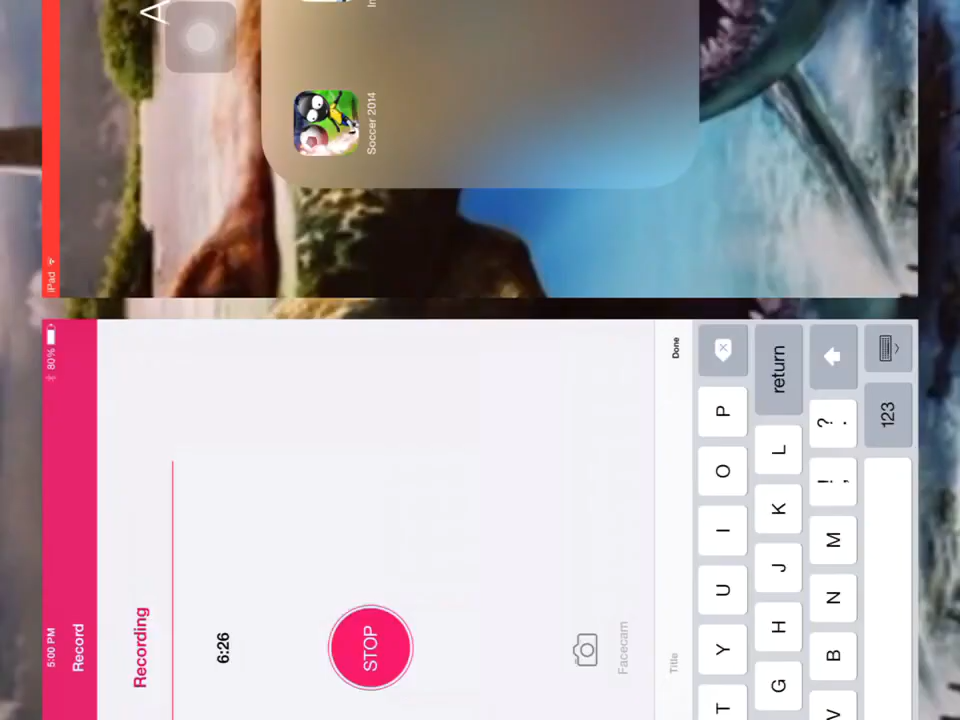 A
Soccer 2014
iPad
80%
5:00 PM
Record
Recording
6:26
STOP
Facecam
Title
Done
T Y U I O P
G H J K L return
V B N M ! , ? .
123